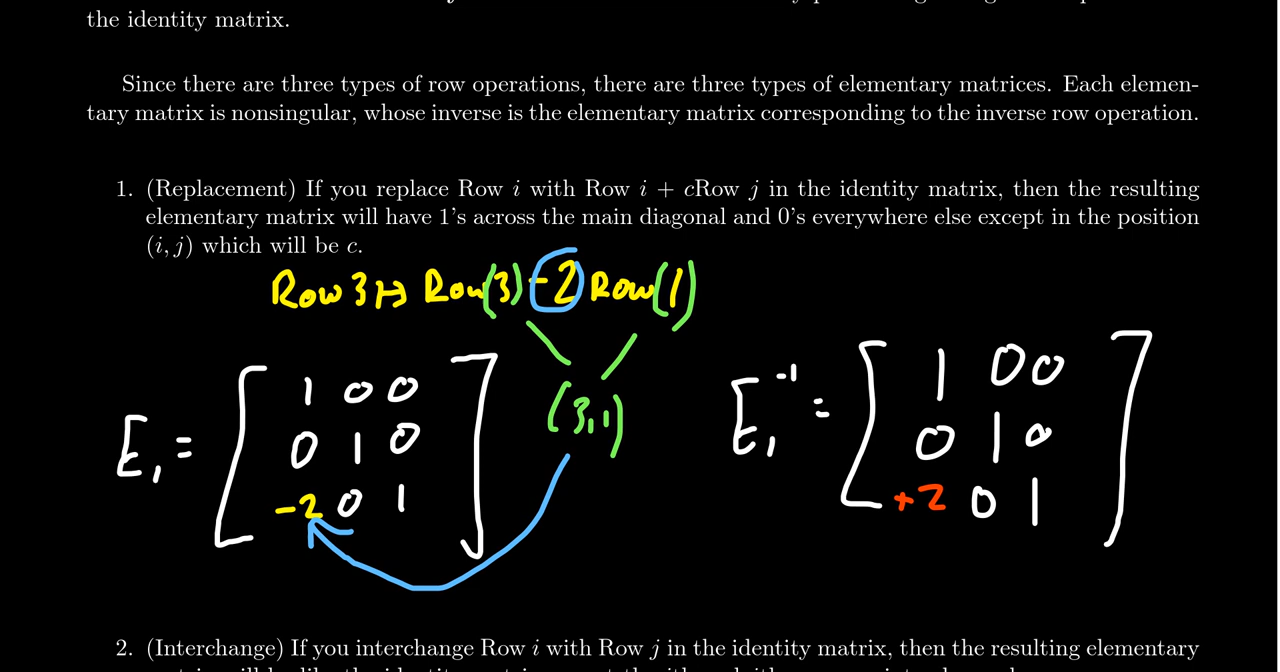 the identity matrix.
Since there are three types of row operations, there are three types of elementary matrices. Each elemen-
tary matrix is nonsingular, whose inverse is the elementary matrix corresponding to the inverse row operation.
1. (Replacement) If you replace Row i with Row i + cRow j in the identity matrix, then the resulting
elementary matrix will have 1's across the main diagonal and 0's everywhere else except in the position
(i, j) which will be c.
Row 3 ↦ Row(3) -2 Row(1)
(3,1)
E₁ = [
1 0 0
0 1 0
-2 0 1
]
E₁⁻¹ = [
1 0 0
0 1 0
+2 0 1
]
2. (Interchange) If you interchange Row i with Row j in the identity matrix, then the resulting elementary